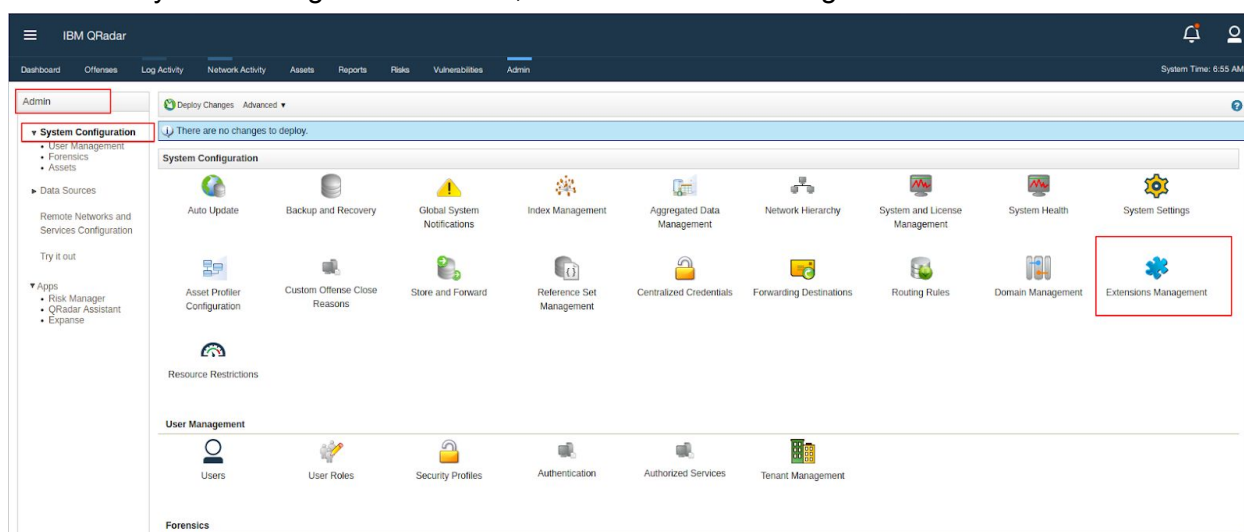 IBM QRadar
Dashboard Offenses Log Activity Network Activity Assets Reports Risks Vulnerabilities Admin System Time: 6:55 AM
Admin
Deploy Changes Advanced ▼
▼ System Configuration
• User Management
• Forensics
• Assets
▶ Data Sources
Remote Networks and
Services Configuration
Try it out
▼ Apps
• Risk Manager
• QRadar Assistant
• Expanse
There are no changes to deploy.
System Configuration
Auto Update
Backup and Recovery
Global System
Notifications
Index Management
Aggregated Data
Management
Network Hierarchy
System and License
Management
System Health
System Settings
Asset Profiler
Configuration
Custom Offense Close
Reasons
Store and Forward
Reference Set
Management
Centralized Credentials
Forwarding Destinations
Routing Rules
Domain Management
Extensions Management
Resource Restrictions
User Management
Users
User Roles
Security Profiles
Authentication
Authorized Services
Tenant Management
Forensics